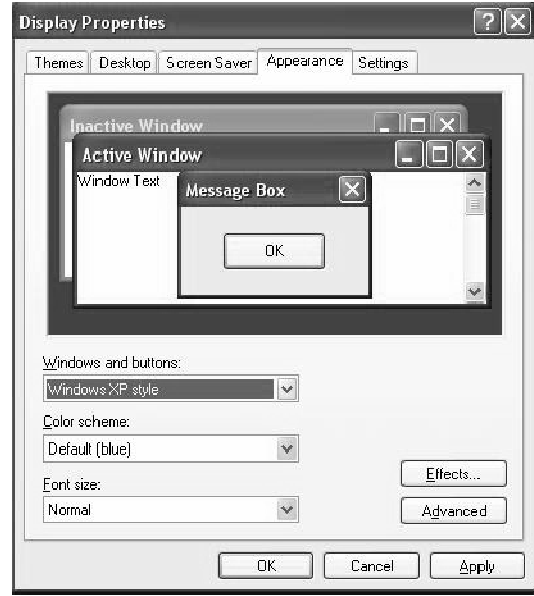 Display Properties
Themes Desktop Screen Saver Appearance Settings
Inactive Window
Active Window
Window Text
Message Box
OK
Windows and buttons:
Windows XP style
Color scheme:
Default (blue)
Effects...
Font size:
Normal
Advanced
OK Cancel Apply